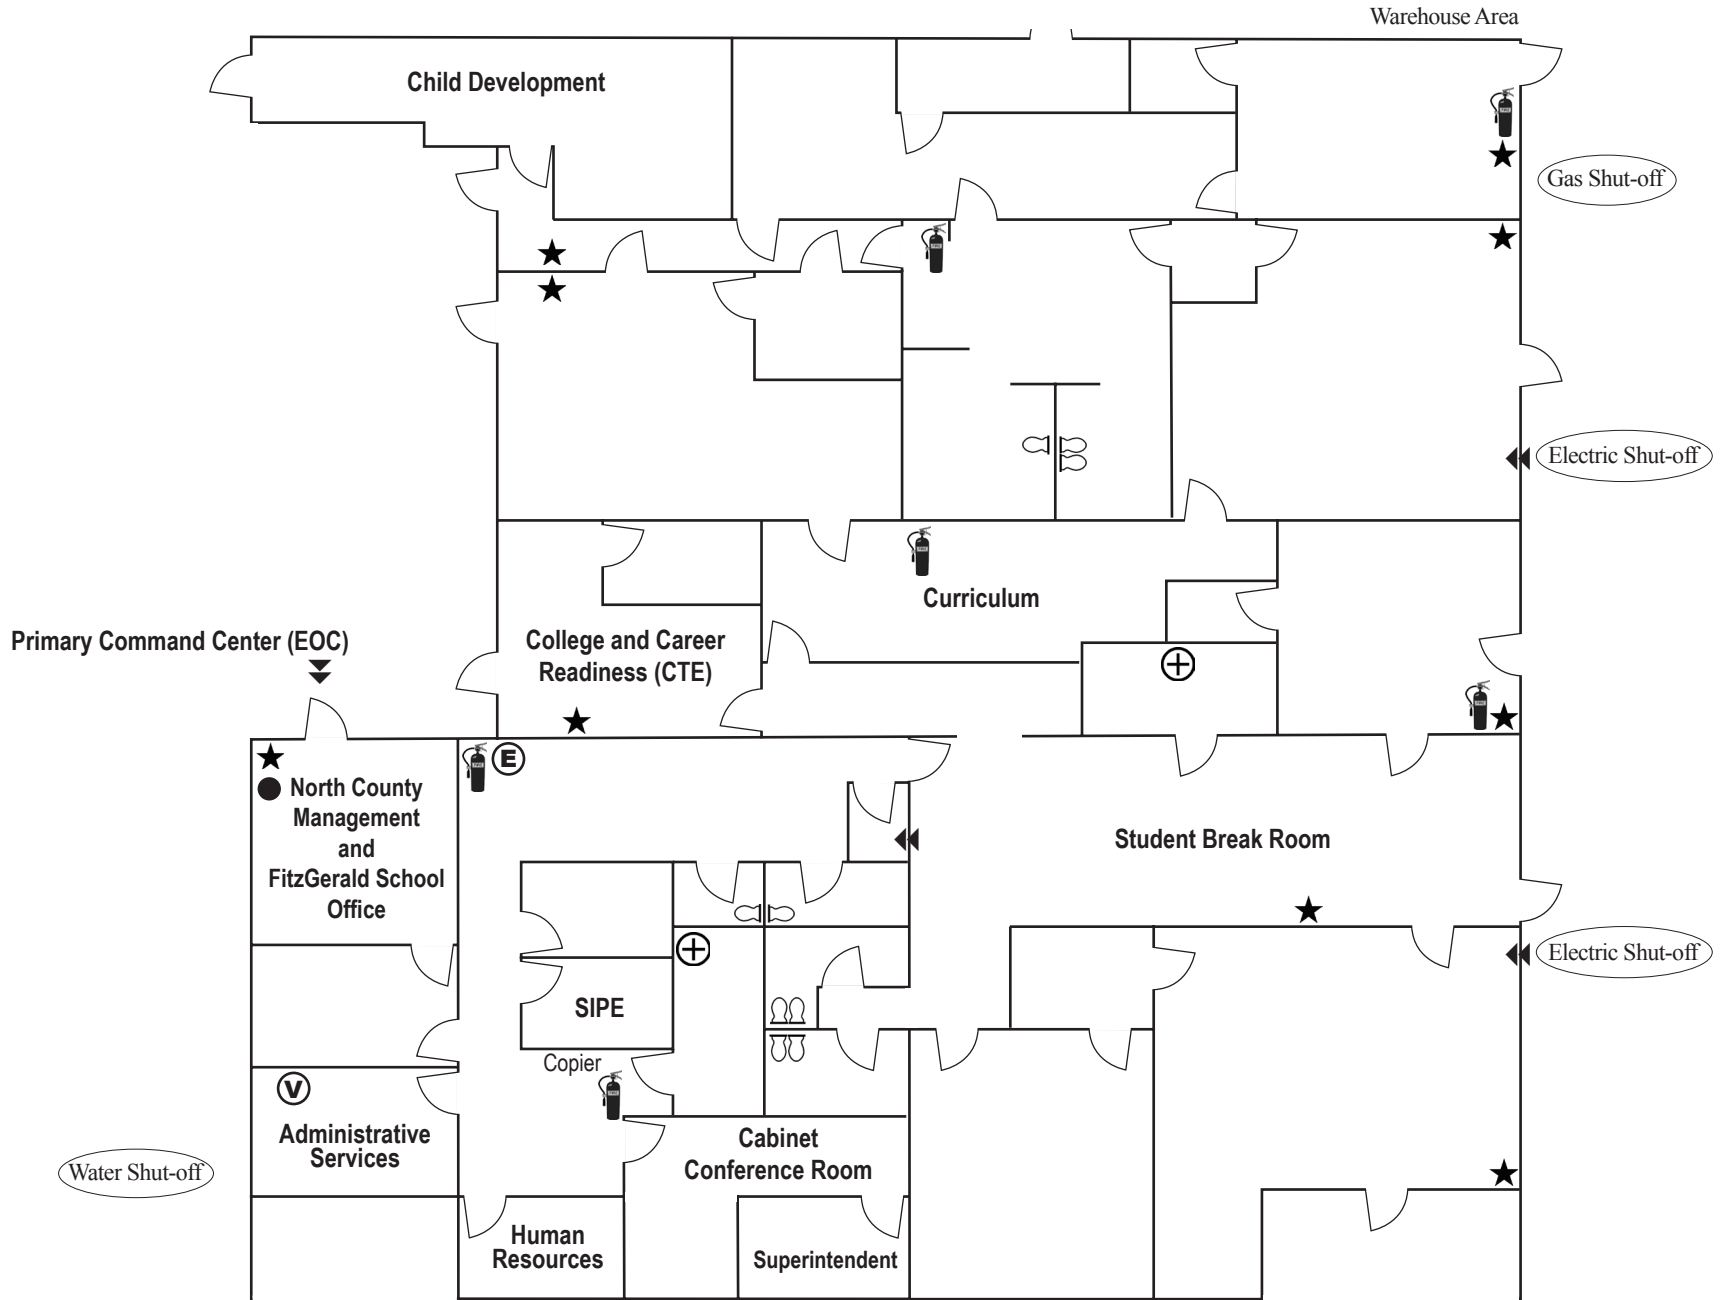 Warehouse Area
Child Development
Gas Shut-off
Electric Shut-off
Curriculum
Primary Command Center (EOC)
College and Career
Readiness (CTE)
E
North County
Management
and
FitzGerald School
Office
Student Break Room
Electric Shut-off
SIPE
Copier
V
Administrative
Services
Cabinet
Conference Room
Water Shut-off
Human
Resources
Superintendent